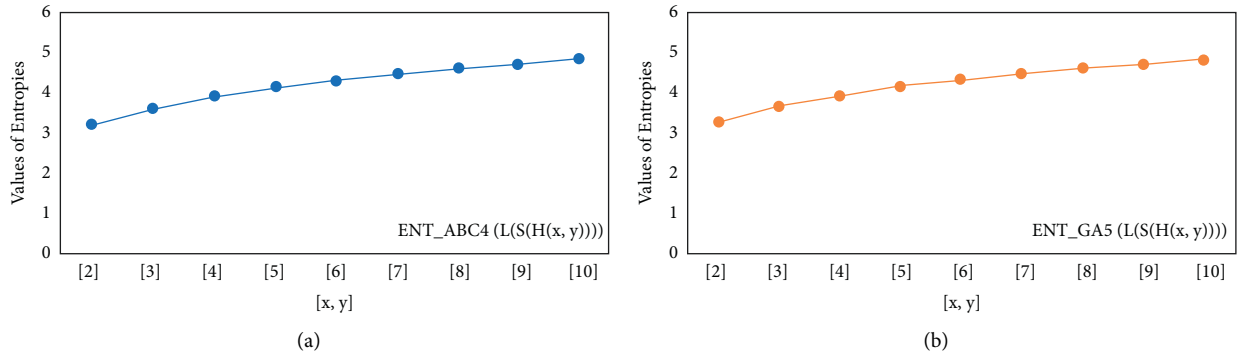 6
5
4
3
2
1
0
Values of Entropies
ENT_ABC4 (L(S(H(x, y))))
[2] [3] [4] [5] [6] [7] [8] [9] [10]
[x, y]
(a)
6
5
4
3
2
1
0
Values of Entropies
ENT_GA5 (L(S(H(x, y))))
[2] [3] [4] [5] [6] [7] [8] [9] [10]
[x, y]
(b)